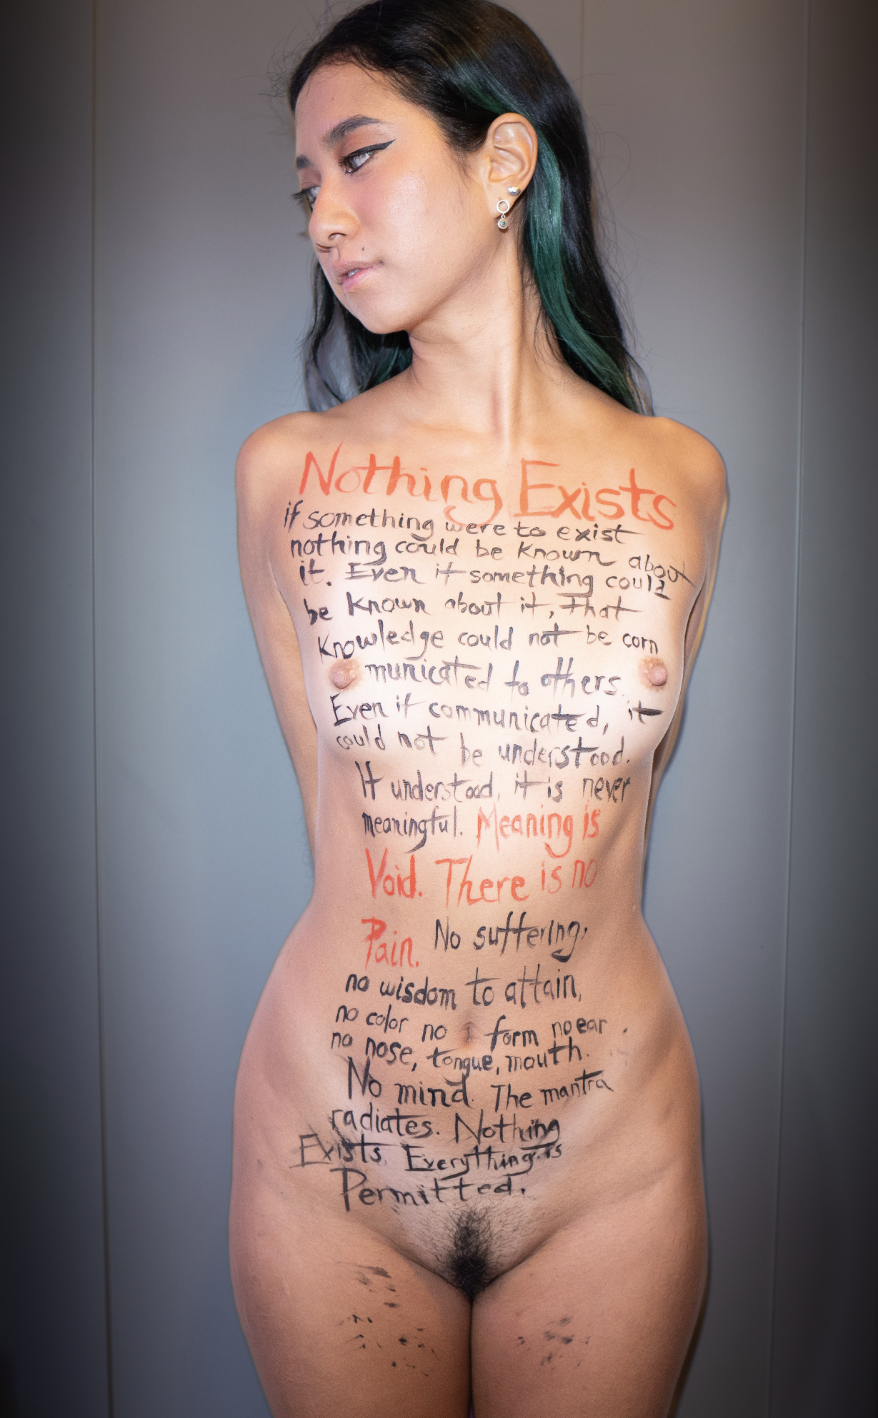 Nothing Exists
if something were to exist
nothing could be known about
it. Even if something could
be known about it, that
knowledge could not be com
municated to others.
Even if communicated, it
could not be understood.
If understood, it is never
meaningful. Meaning is
Void. There is no
Pain. No suffering,
no wisdom to attain,
no color no form no ear
no nose, tongue, mouth.
No mind. The mantra
radiates. Nothing
Exists. Everything is
Permitted.